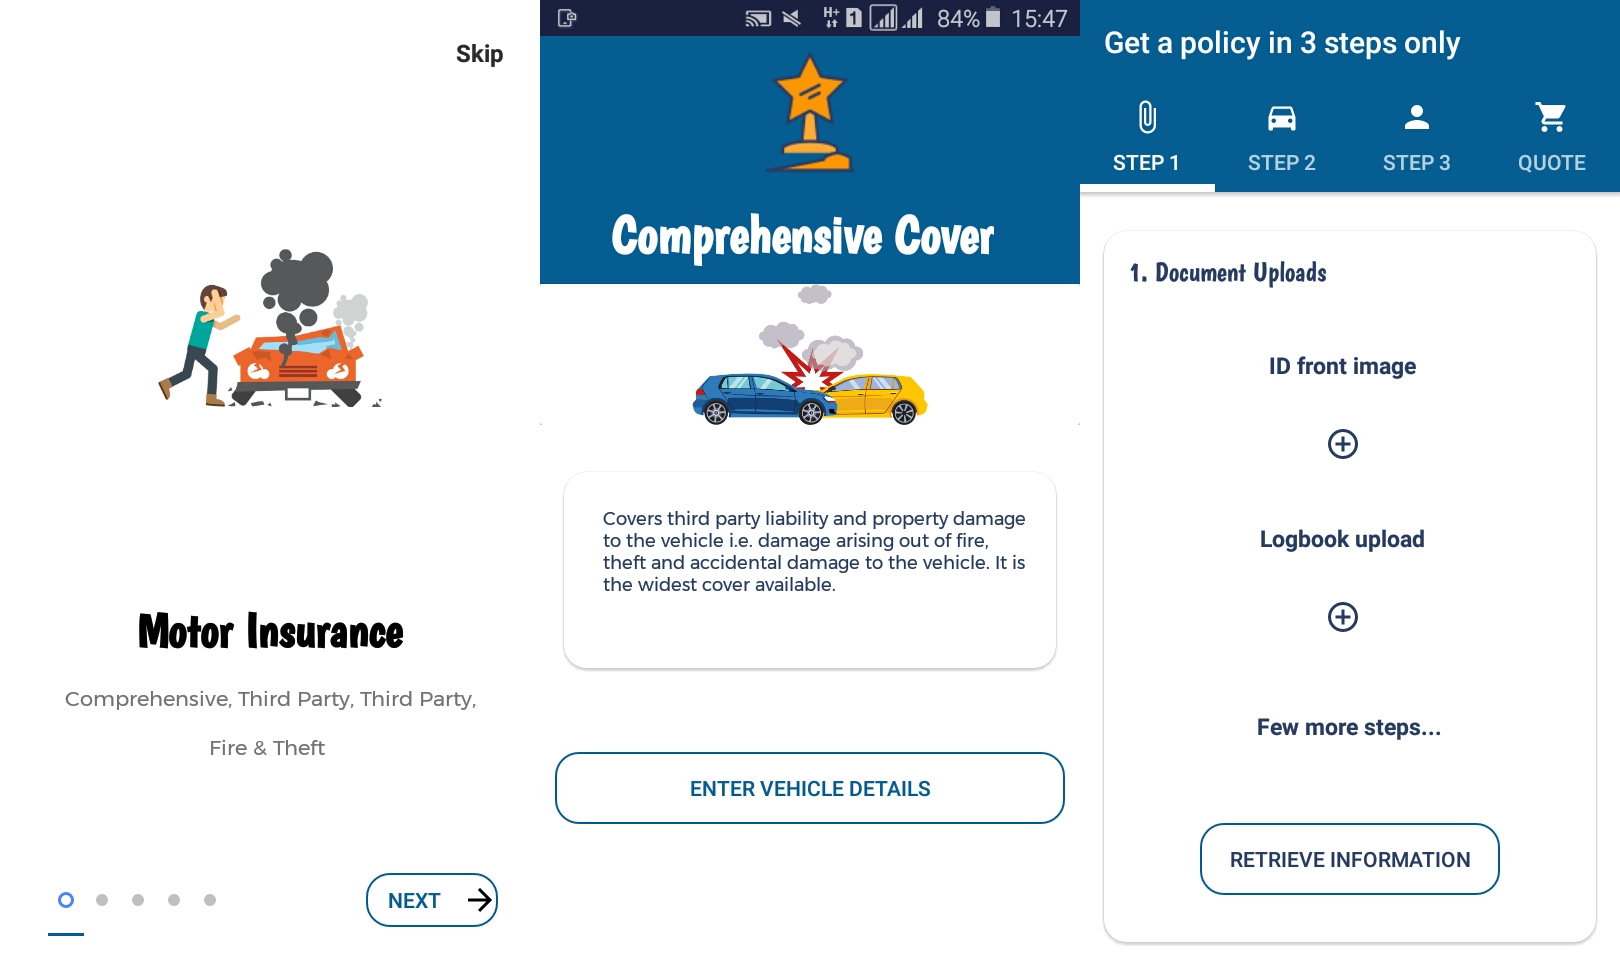 Skip
Motor Insurance
Comprehensive, Third Party, Third Party,
Fire & Theft
NEXT
H+ 1 84% 15:47
Comprehensive Cover
Covers third party liability and property damage
to the vehicle i.e. damage arising out of fire,
theft and accidental damage to the vehicle. It is
the widest cover available.
ENTER VEHICLE DETAILS
Get a policy in 3 steps only
STEP 1 STEP 2 STEP 3 QUOTE
1. Document Uploads
ID front image
Logbook upload
Few more steps...
RETRIEVE INFORMATION